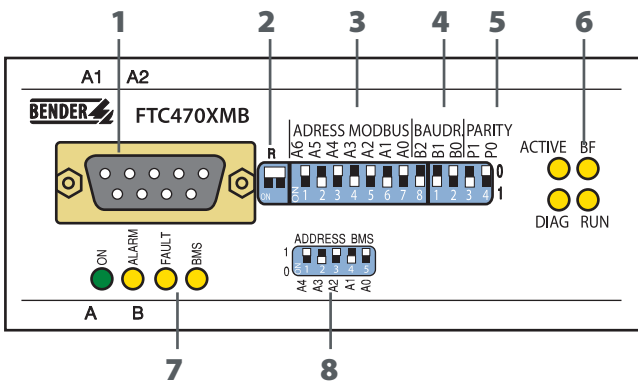 1 2 3 4 5 6
A1 A2
BENDER FTC470XMB
R
ADRESS MODBUS BAUDR. PARITY
A6 A5 A4 A3 A2 A1 A0 B2 B1 B0 P1 P0
0
1
ON
ON 1 2 3 4 5 6 7 8 1 2 3 4
ACTIVE BF
DIAG RUN
ON ALARM FAULT BMS
A B
ADDRESS BMS
1
0
ON 1 2 3 4 5
A4 A3 A2 A1 A0
7 8